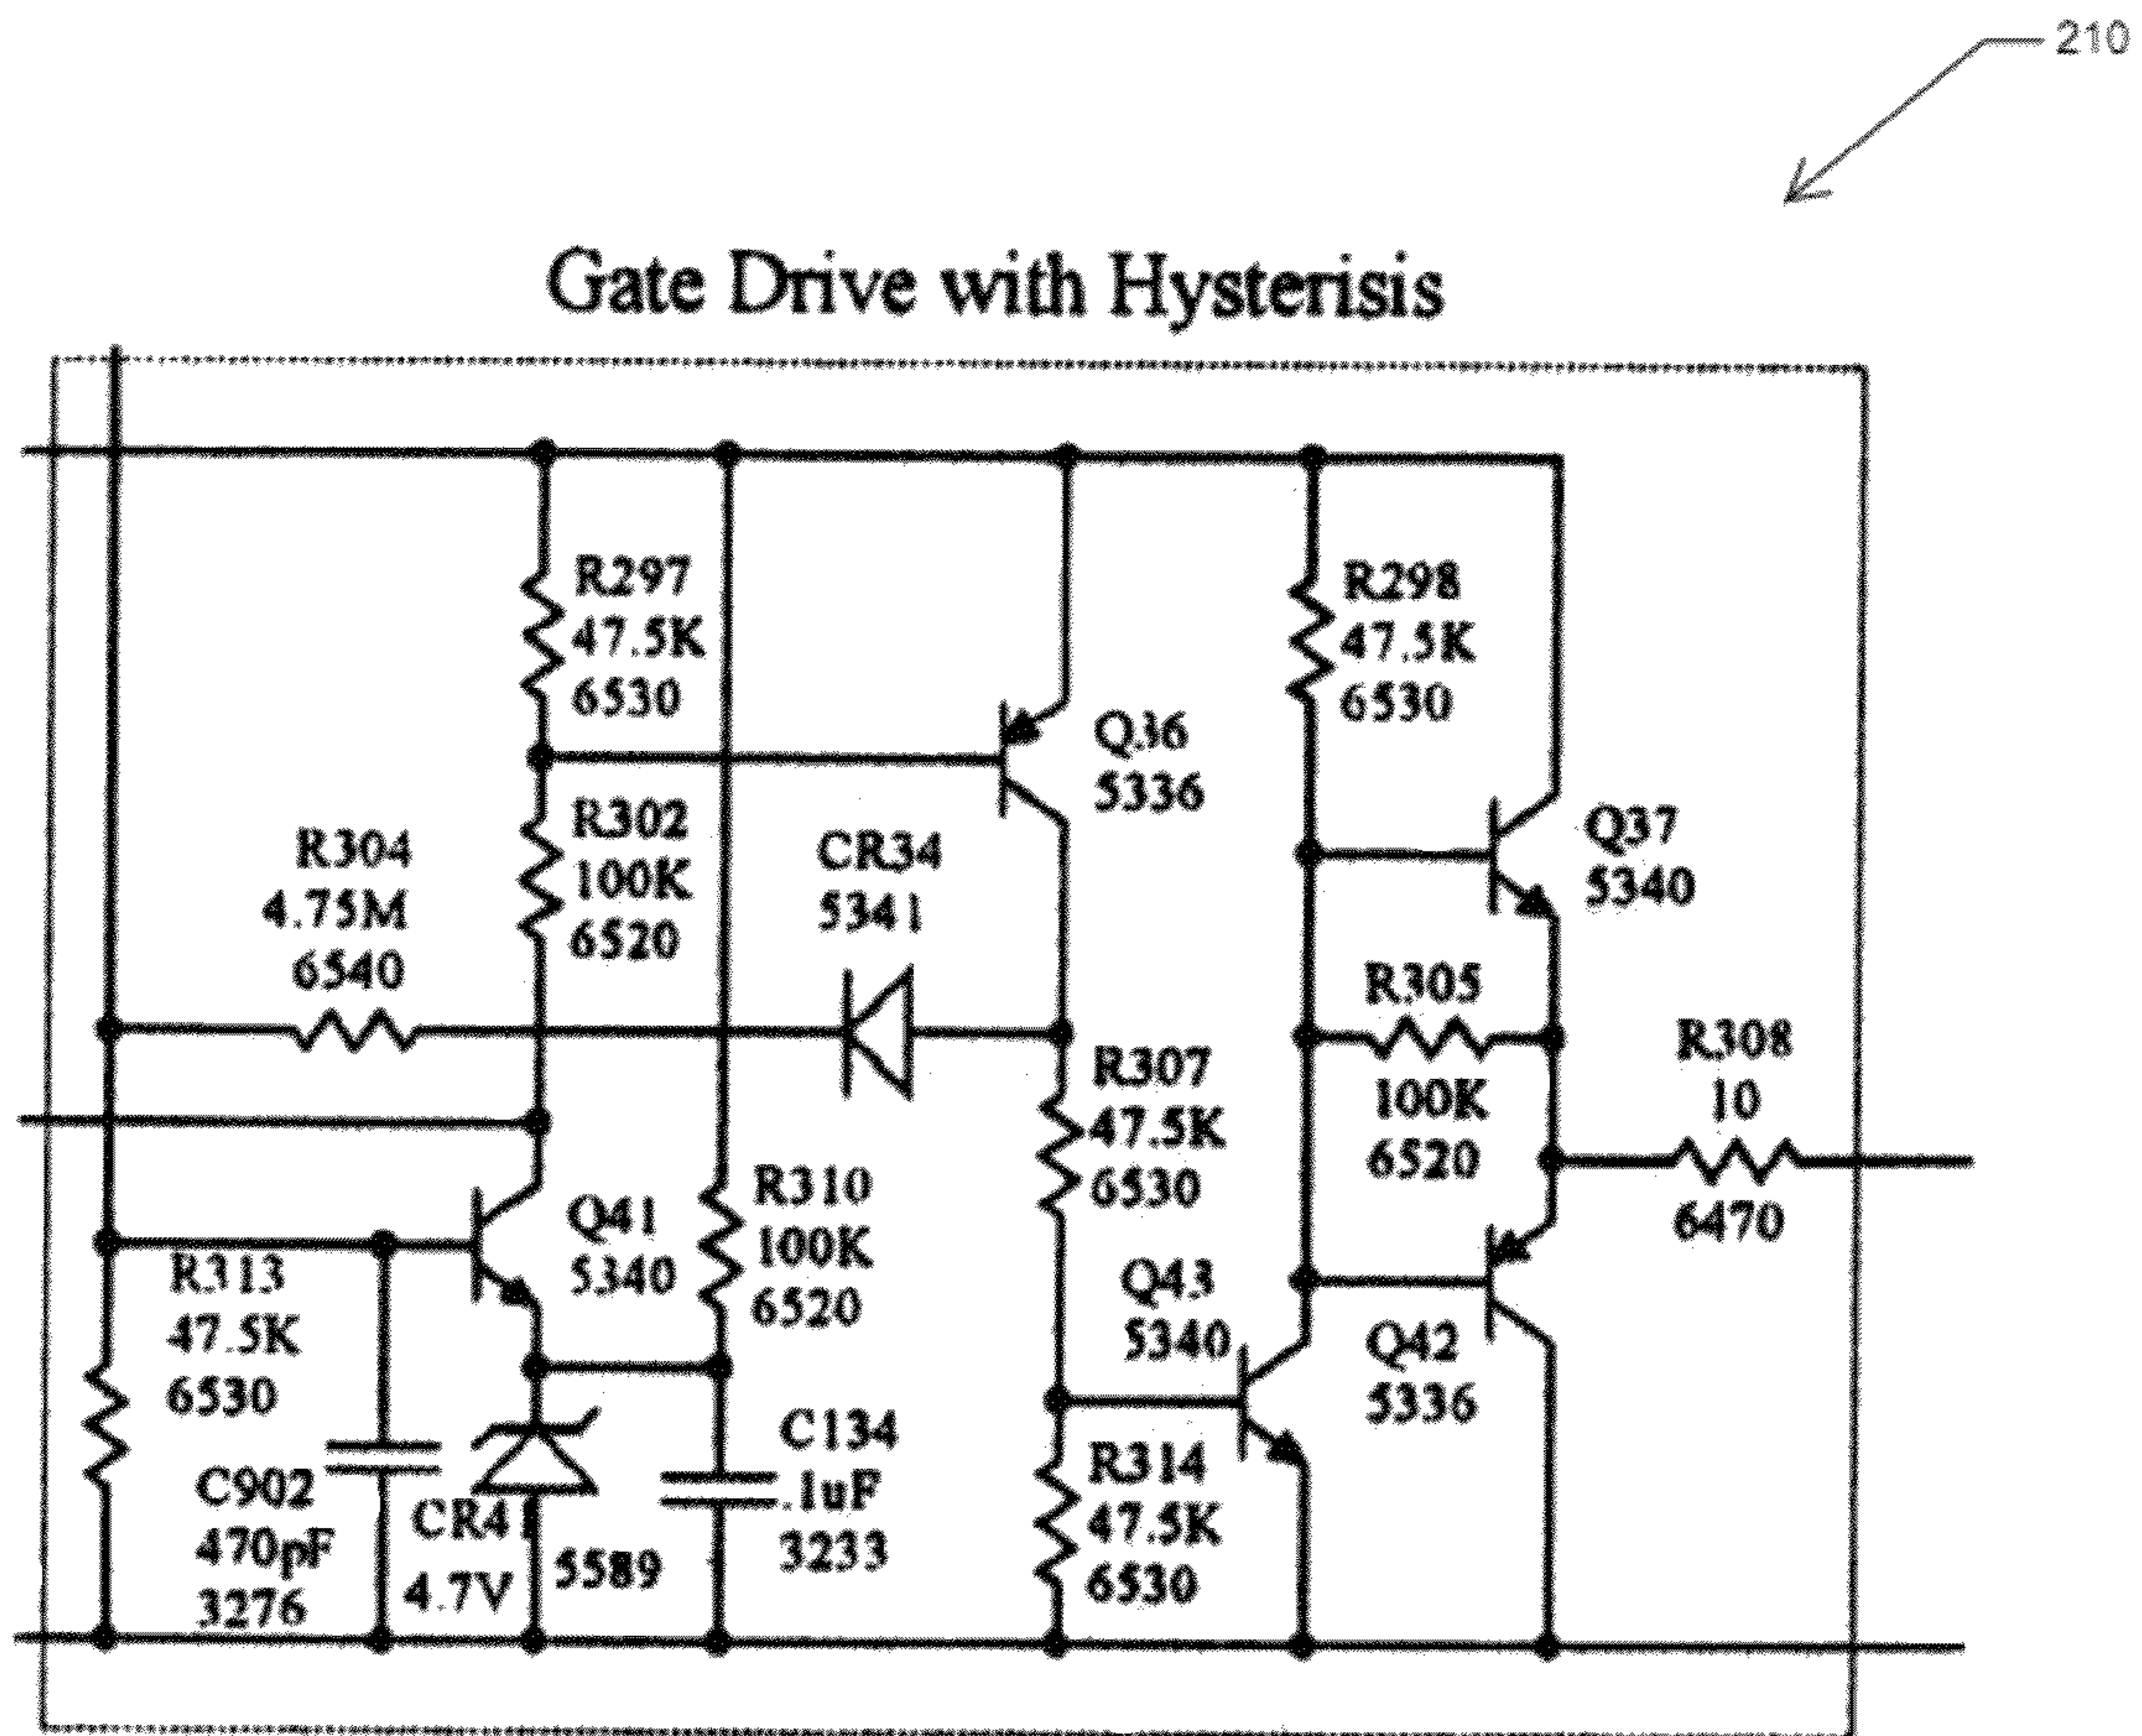 210
Gate Drive with Hysterisis
R297
47.5K
6530
R298
47.5K
6530
Q36
5336
R302
100K
6520
R304
4.75M
6540
CR34
5341
Q37
5340
R305
100K
6520
R308
10
6470
R307
47.5K
6530
R310
100K
6520
Q41
5340
R313
47.5K
6530
Q43
5340
Q42
5336
C134
.1uF
3233
R314
47.5K
6530
C902
470pF
3276
CR41
4.7V
5589